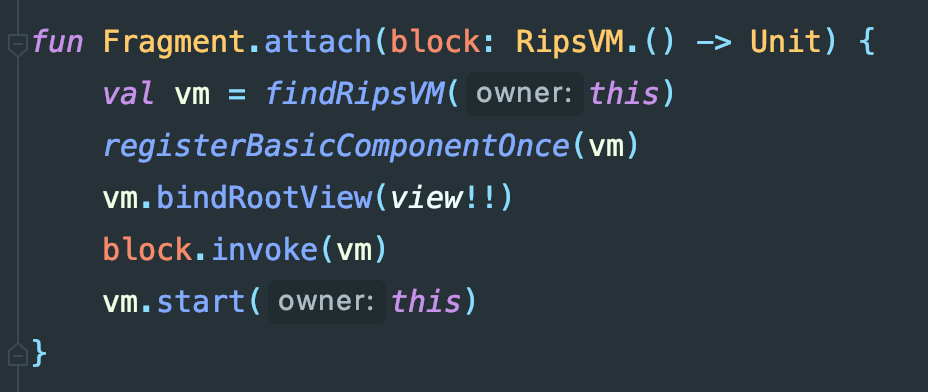 fun Fragment.attach(block: RipsVM.() -> Unit) {
    val vm = findRipsVM( owner: this)
    registerBasicComponentOnce(vm)
    vm.bindRootView(view!!)
    block.invoke(vm)
    vm.start( owner: this)
}